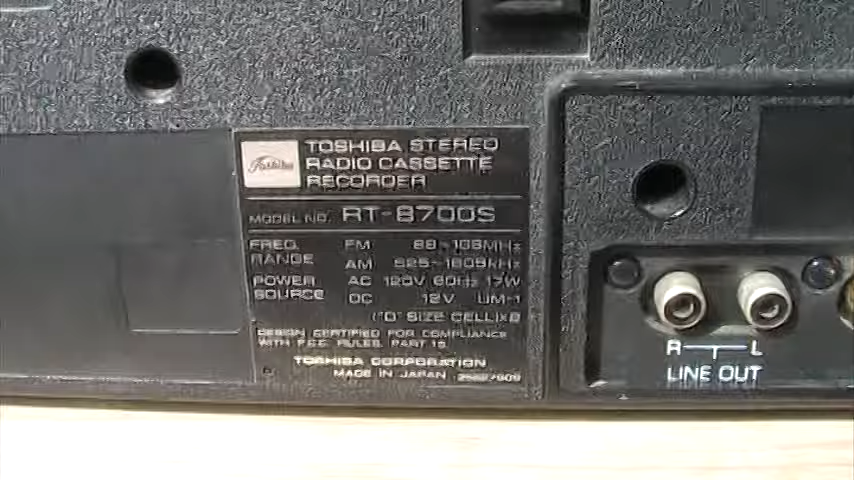 Toshiba
TOSHIBA STEREO
RADIO CASSETTE
RECORDER
MODEL NO. RT-8700S
FREQ. RANGE FM 88~108MHz
AM 525~1605kHz
POWER SOURCE AC 120V 60Hz 17W
DC 12V UM-1
("D" SIZE CELL)x8
DESIGN CERTIFIED FOR COMPLIANCE
WITH F.C.C. RULES, PART 15.
TOSHIBA CORPORATION
MADE IN JAPAN
R L
LINE OUT